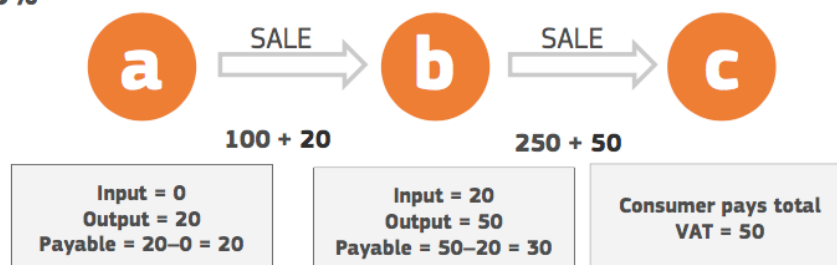 SALE SALE
a b c
100 + 20 250 + 50
Input = 0
Output = 20
Payable = 20–0 = 20
Input = 20
Output = 50
Payable = 50–20 = 30
Consumer pays total
VAT = 50